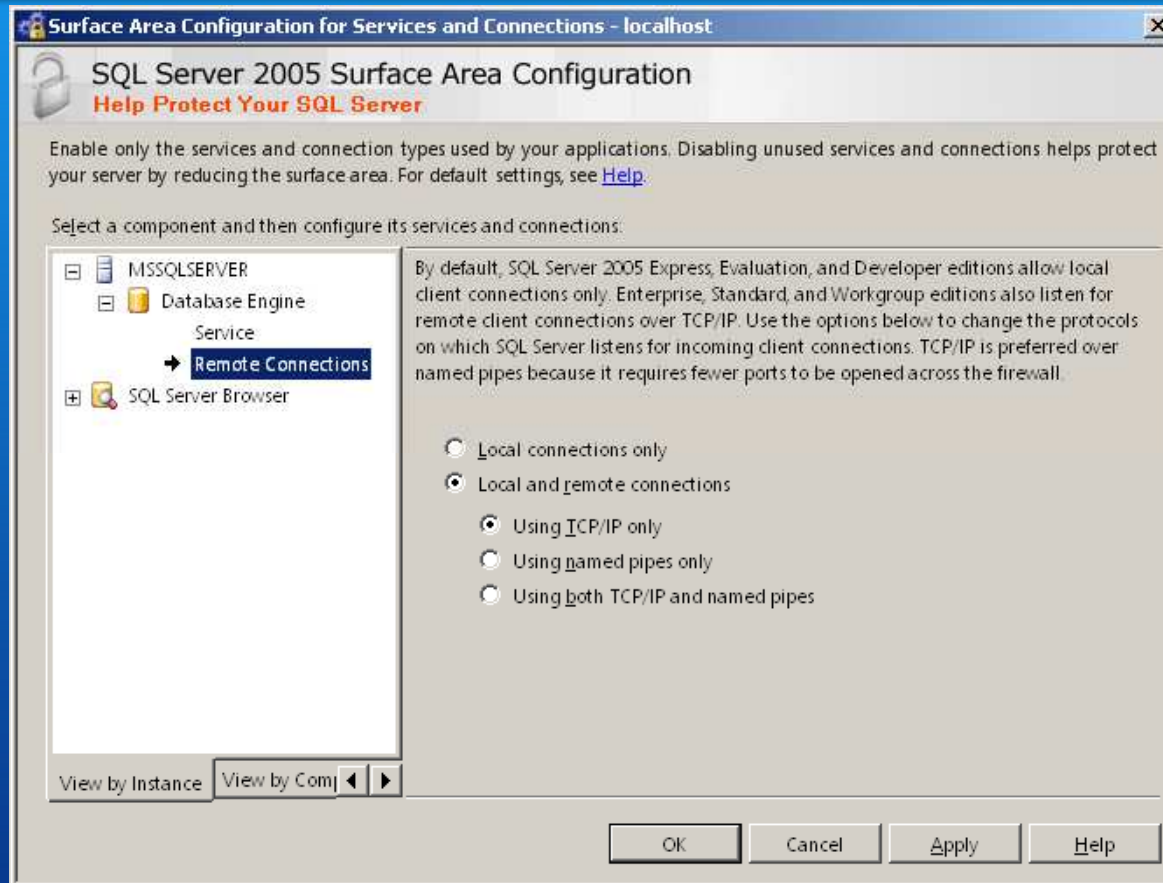 Surface Area Configuration for Services and Connections - localhost
SQL Server 2005 Surface Area Configuration
Help Protect Your SQL Server
Enable only the services and connection types used by your applications. Disabling unused services and connections helps protect
your server by reducing the surface area. For default settings, see Help.
Select a component and then configure its services and connections:
MSSQLSERVER
Database Engine
Service
Remote Connections
SQL Server Browser
By default, SQL Server 2005 Express, Evaluation, and Developer editions allow local
client connections only. Enterprise, Standard, and Workgroup editions also listen for
remote client connections over TCP/IP. Use the options below to change the protocols
on which SQL Server listens for incoming client connections. TCP/IP is preferred over
named pipes because it requires fewer ports to be opened across the firewall.
Local connections only
Local and remote connections
Using TCP/IP only
Using named pipes only
Using both TCP/IP and named pipes
View by Instance
View by Comp
OK
Cancel
Apply
Help